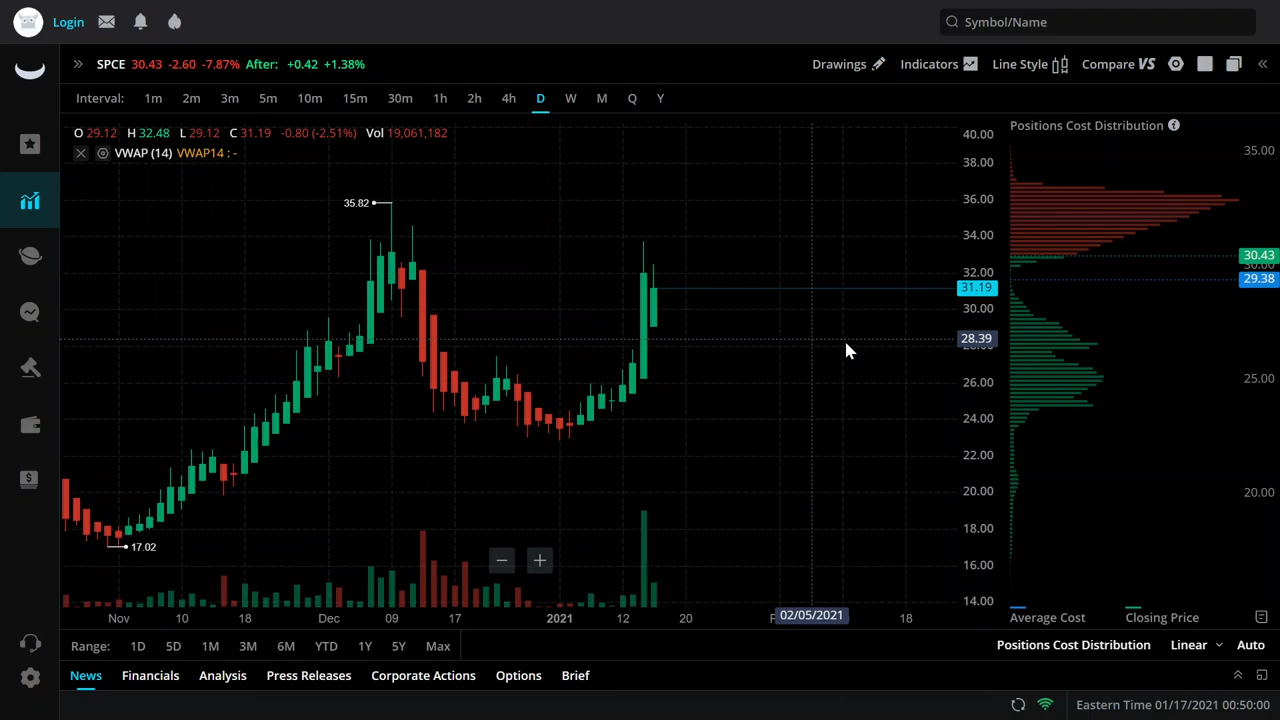 Login
Symbol/Name
SPCE 30.43 -2.60 -7.87% After: +0.42 +1.38%
Drawings
Indicators
Line Style
Compare VS
Interval: 1m 2m 3m 5m 10m 15m 30m 1h 2h 4h D W M Q Y
O 29.12 H 32.48 L 29.12 C 31.19 -0.80 (-2.51%) Vol 19,061,182
VWAP (14) VWAP14 : -
Positions Cost Distribution
40.00
38.00
36.00
34.00
32.00
31.19
30.00
28.39
26.00
24.00
22.00
20.00
18.00
16.00
14.00
35.82
17.02
35.00
30.43
29.38
25.00
20.00
Nov 10 18 Dec 09 17 2021 12 20 02/05/2021 18
Average Cost
Closing Price
Range: 1D 5D 1M 3M 6M YTD 1Y 5Y Max
Positions Cost Distribution
Linear
Auto
News Financials Analysis Press Releases Corporate Actions Options Brief
Eastern Time 01/17/2021 00:50:00